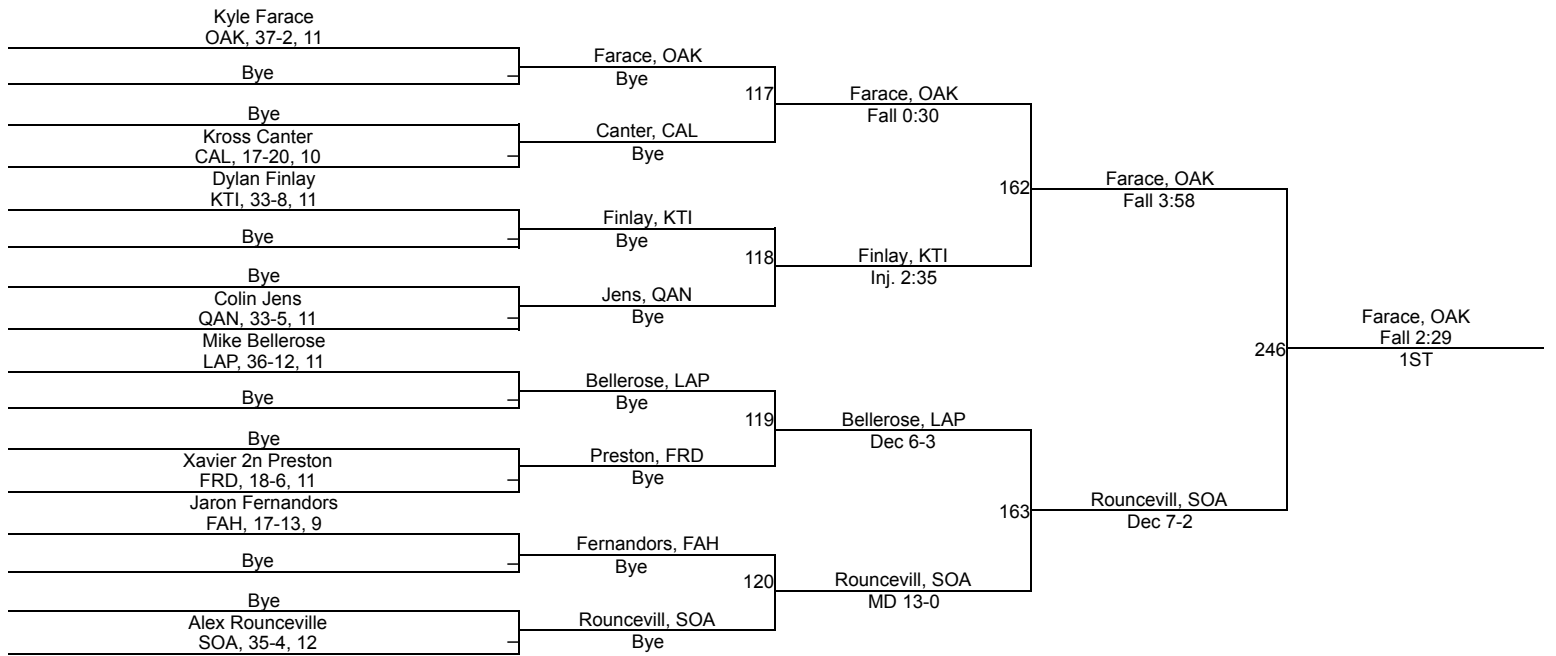 Kyle Farace
OAK, 37-2, 11
Bye
Bye
Kross Canter
CAL, 17-20, 10
Dylan Finlay
KTI, 33-8, 11
Bye
Bye
Colin Jens
QAN, 33-5, 11
Mike Bellerose
LAP, 36-12, 11
Bye
Bye
Xavier 2n Preston
FRD, 18-6, 11
Jaron Fernandors
FAH, 17-13, 9
Bye
Bye
Alex Rounceville
SOA, 35-4, 12
Farace, OAK
Bye
Canter, CAL
Bye
Finlay, KTI
Bye
Jens, QAN
Bye
Bellerose, LAP
Bye
Preston, FRD
Bye
Fernandors, FAH
Bye
Rouncevill, SOA
Bye
117
118
119
120
Farace, OAK
Fall 0:30
Finlay, KTI
Inj. 2:35
Bellerose, LAP
Dec 6-3
Rouncevill, SOA
MD 13-0
162
163
Farace, OAK
Fall 3:58
Rouncevill, SOA
Dec 7-2
246
Farace, OAK
Fall 2:29
1ST